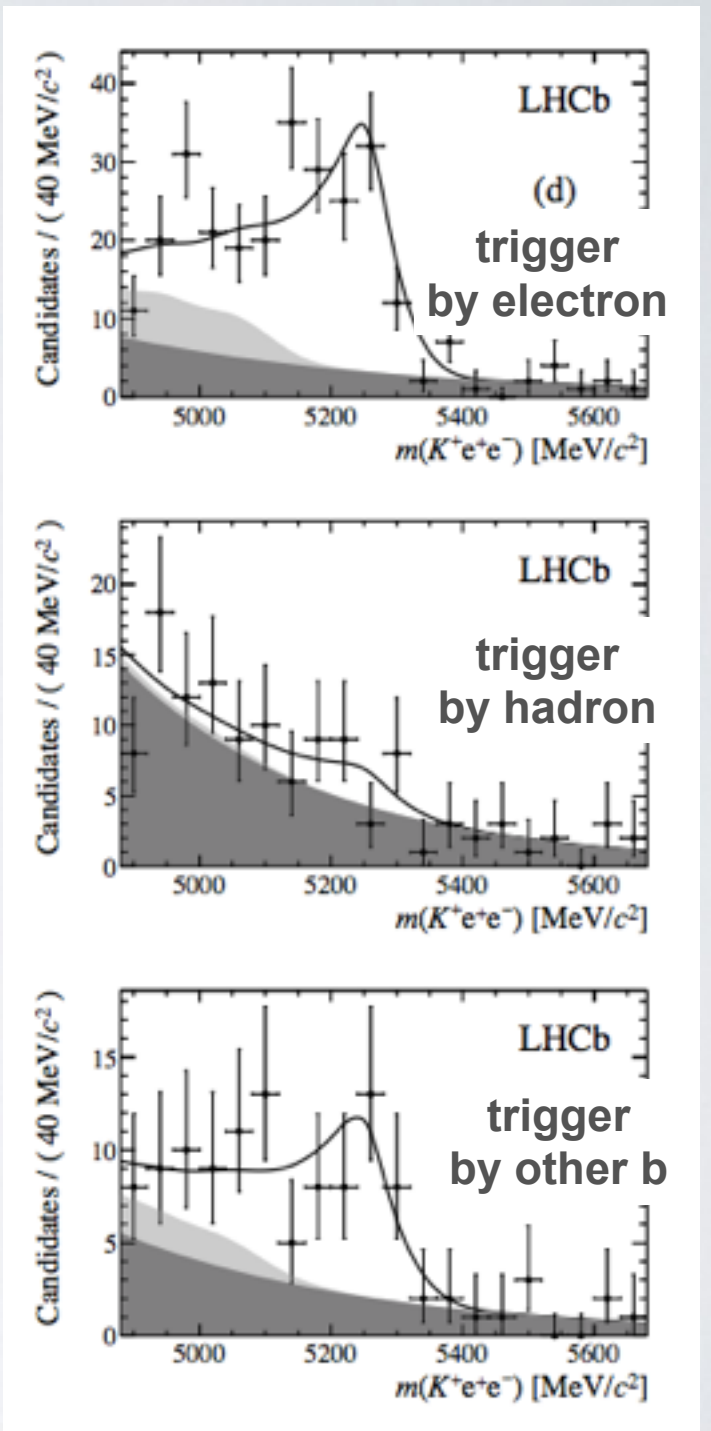 Candidates / ( 40 MeV/c² )
40
30
20
10
0
LHCb
(d)
trigger
by electron
5000 5200 5400 5600
m(K⁺e⁺e⁻) [MeV/c²]
Candidates / ( 40 MeV/c² )
20
15
10
5
0
LHCb
trigger
by hadron
5000 5200 5400 5600
m(K⁺e⁺e⁻) [MeV/c²]
Candidates / ( 40 MeV/c² )
15
10
5
0
LHCb
trigger
by other b
5000 5200 5400 5600
m(K⁺e⁺e⁻) [MeV/c²]